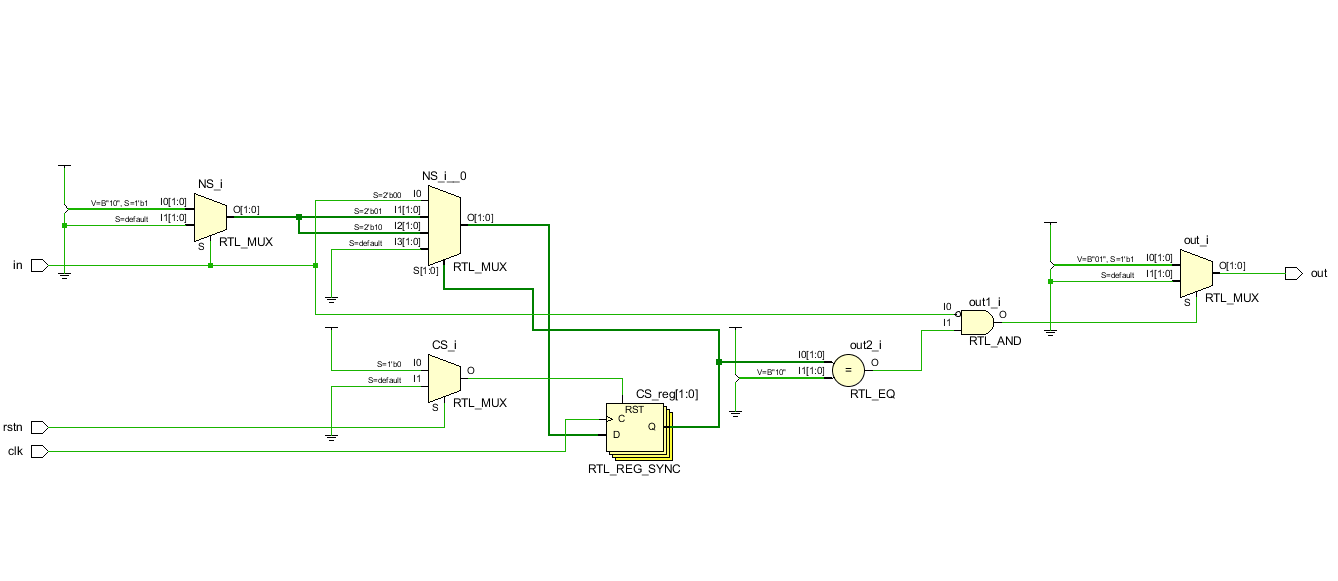 NS_i
V=B"10", S=1'b1 I0[1:0]
S=default I1[1:0]
O[1:0]
S
RTL_MUX
in
NS_i__0
S=2'b00 I0
S=2'b01 I1[1:0]
S=2'b10 I2[1:0]
S=default I3[1:0]
O[1:0]
S[1:0]
RTL_MUX
CS_i
S=1'b0 I0
S=default I1
O
S
RTL_MUX
rstn
clk
CS_reg[1:0]
RST
C
Q
D
RTL_REG_SYNC
out2_i
I0[1:0]
V=B"10" I1[1:0]
=
O
RTL_EQ
out1_i
I0
I1
O
RTL_AND
out_i
V=B"01", S=1'b1 I0[1:0]
S=default I1[1:0]
O[1:0]
S
RTL_MUX
out